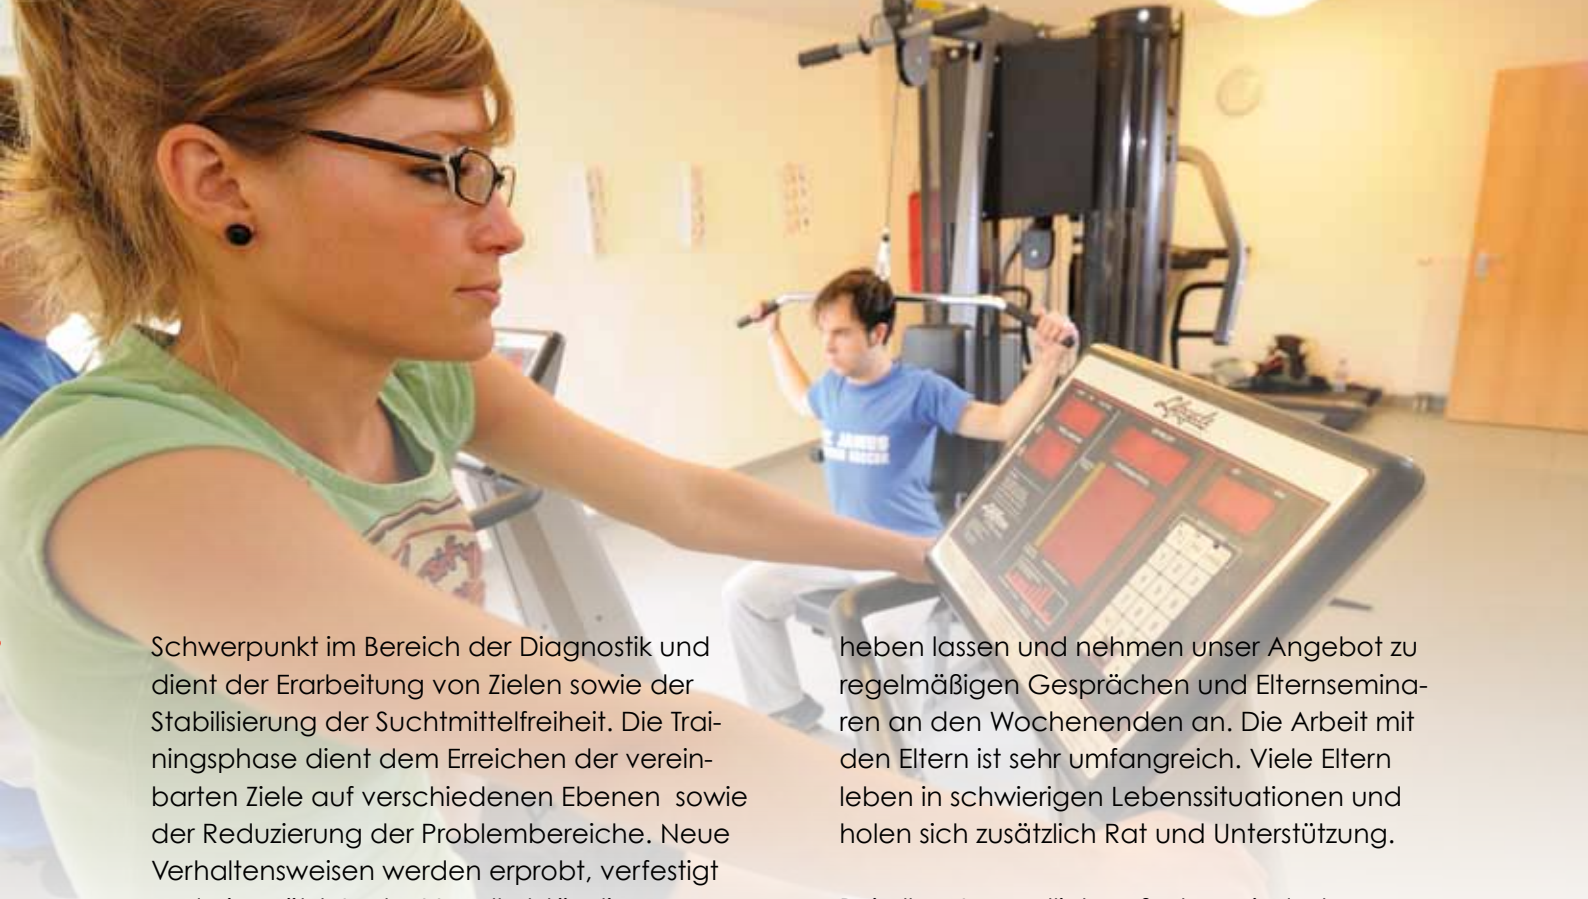 Schwerpunkt im Bereich der Diagnostik und
dient der Erarbeitung von Zielen sowie der
Stabilisierung der Suchtmittelfreiheit. Die Trai-
ningsphase dient dem Erreichen der verein-
barten Ziele auf verschiedenen Ebenen sowie
der Reduzierung der Problembereiche. Neue
Verhaltensweisen werden erprobt, verfestigt
heben lassen und nehmen unser Angebot zu
regelmäßigen Gesprächen und Elternsemina-
ren an den Wochenenden an. Die Arbeit mit
den Eltern ist sehr umfangreich. Viele Eltern
leben in schwierigen Lebenssituationen und
holen sich zusätzlich Rat und Unterstützung.
JAMES
SOCCER